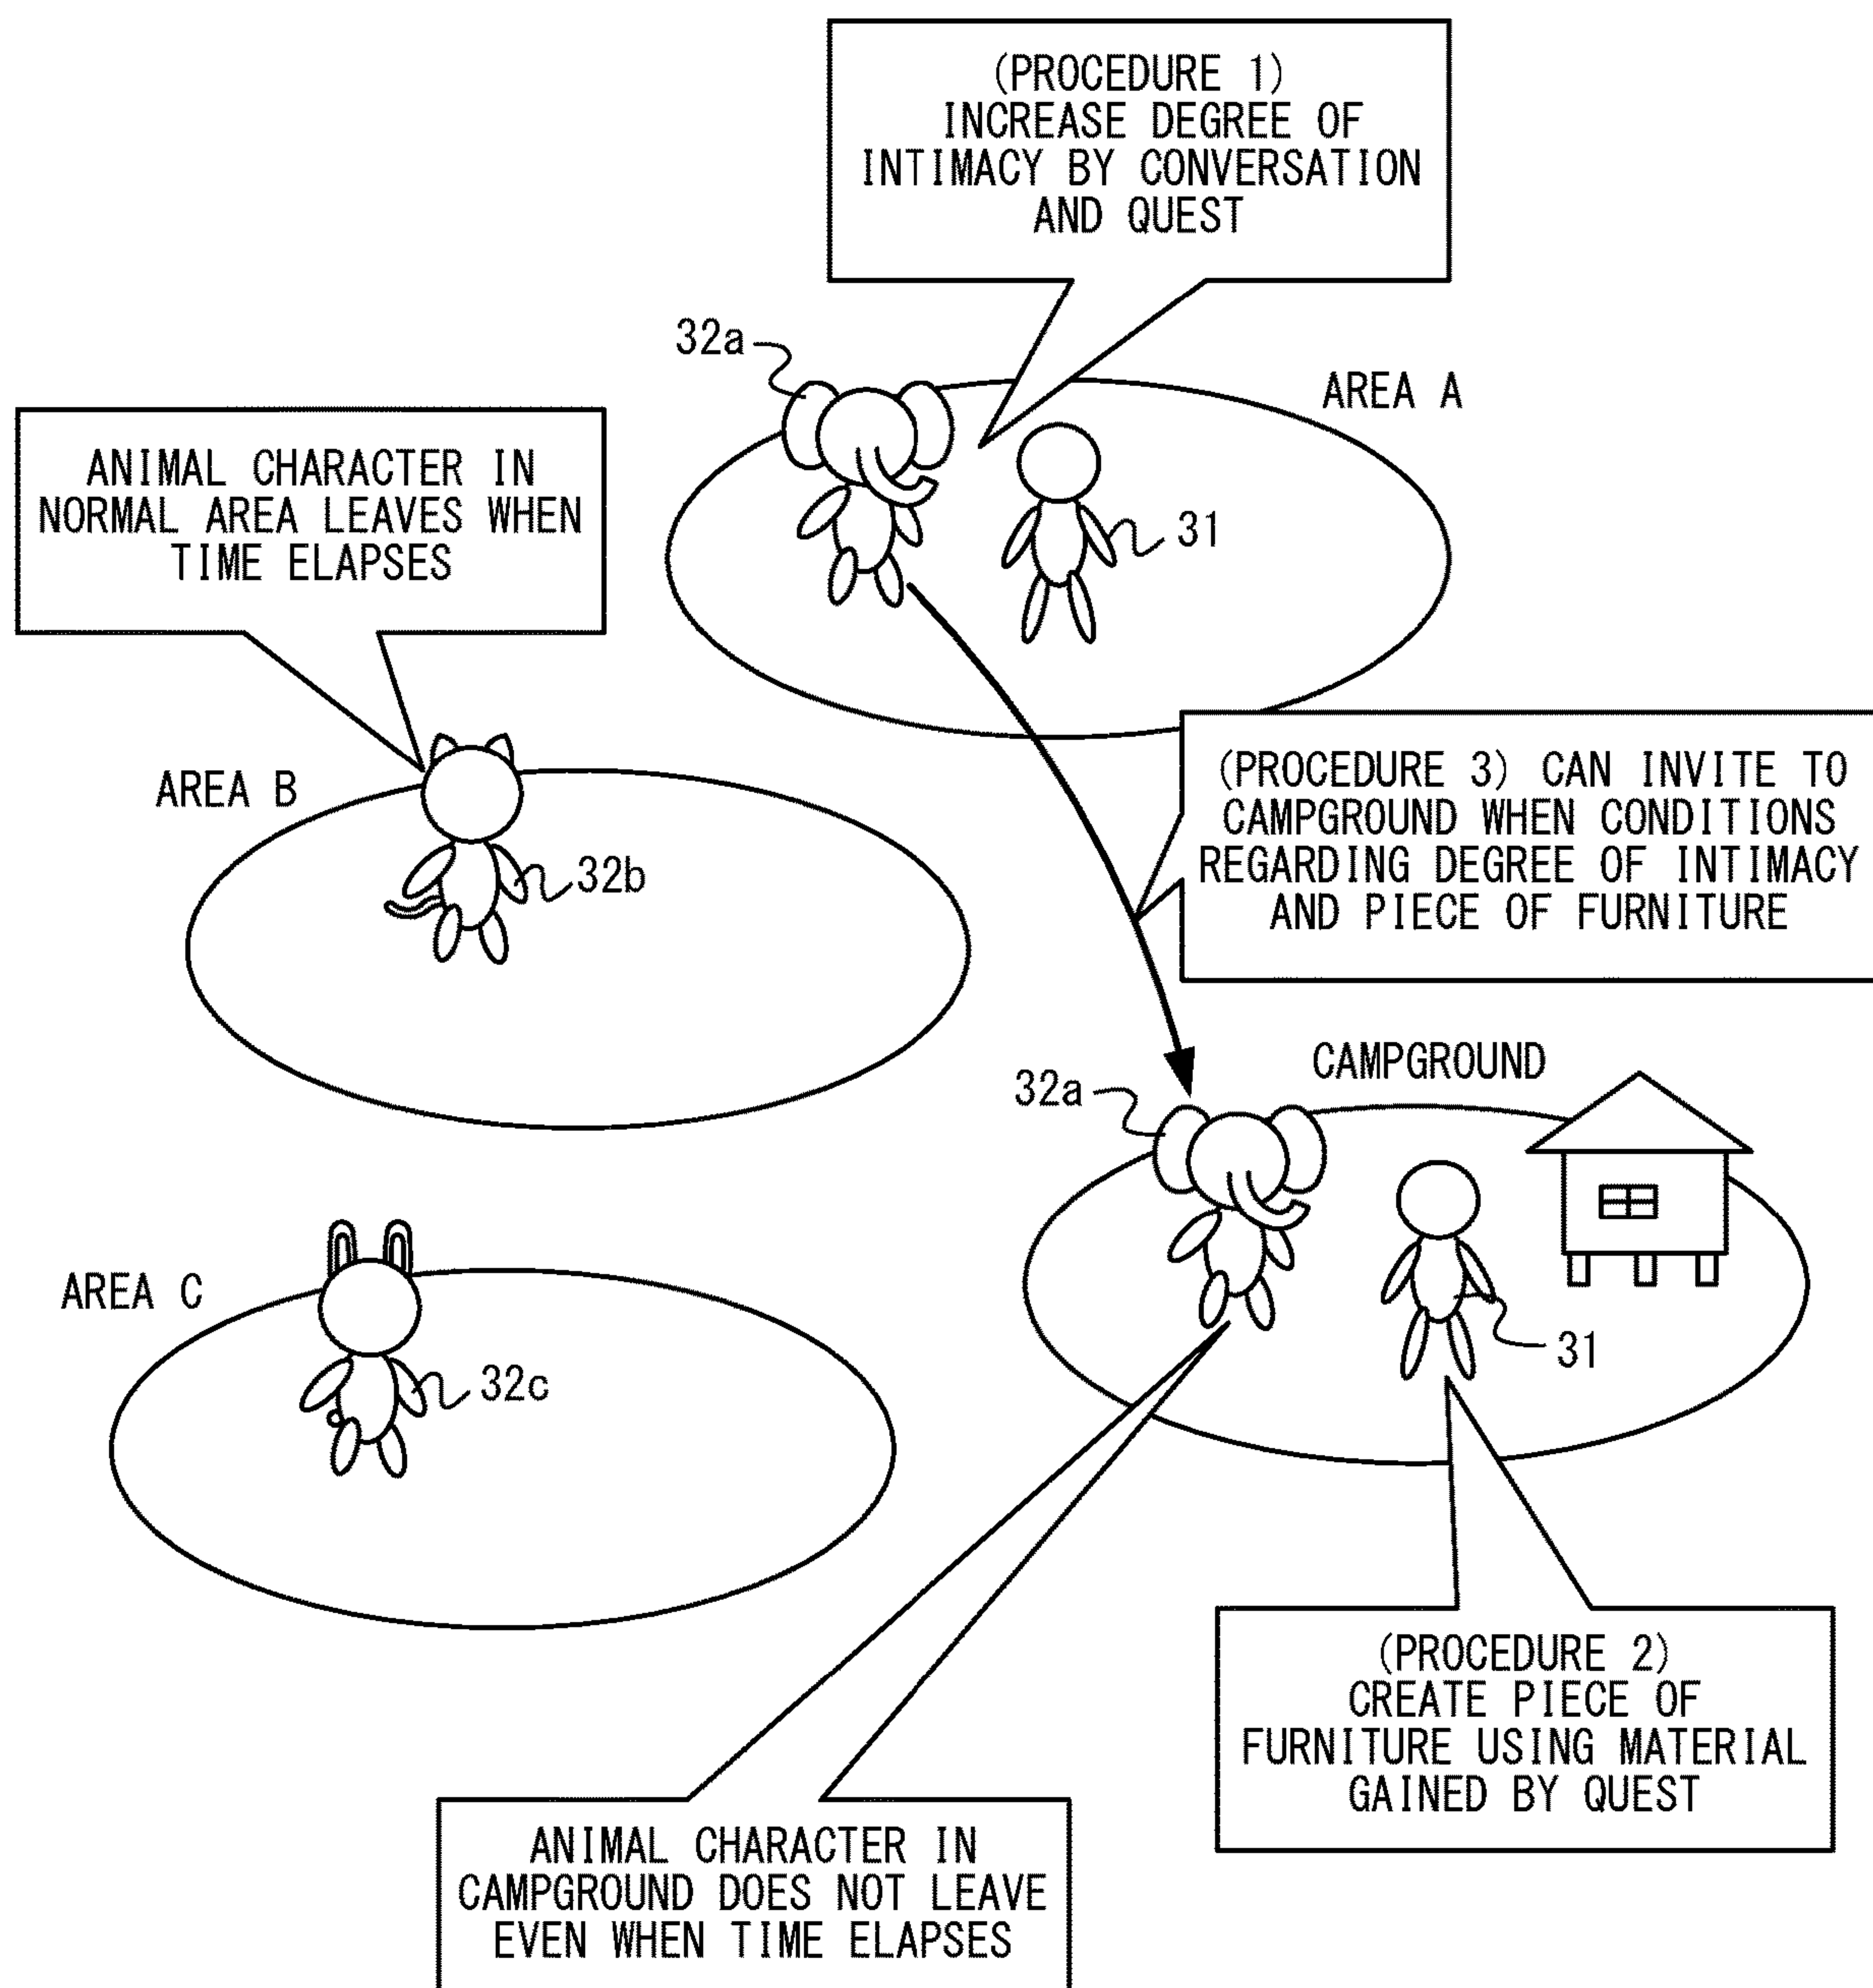 (PROCEDURE 1)
INCREASE DEGREE OF
INTIMACY BY CONVERSATION
AND QUEST
32a
AREA A
31
ANIMAL CHARACTER IN
NORMAL AREA LEAVES WHEN
TIME ELAPSES
AREA B
32b
(PROCEDURE 3) CAN INVITE TO
CAMPGROUND WHEN CONDITIONS
REGARDING DEGREE OF INTIMACY
AND PIECE OF FURNITURE
CAMPGROUND
32a
31
AREA C
32c
(PROCEDURE 2)
CREATE PIECE OF
FURNITURE USING MATERIAL
GAINED BY QUEST
ANIMAL CHARACTER IN
CAMPGROUND DOES NOT LEAVE
EVEN WHEN TIME ELAPSES